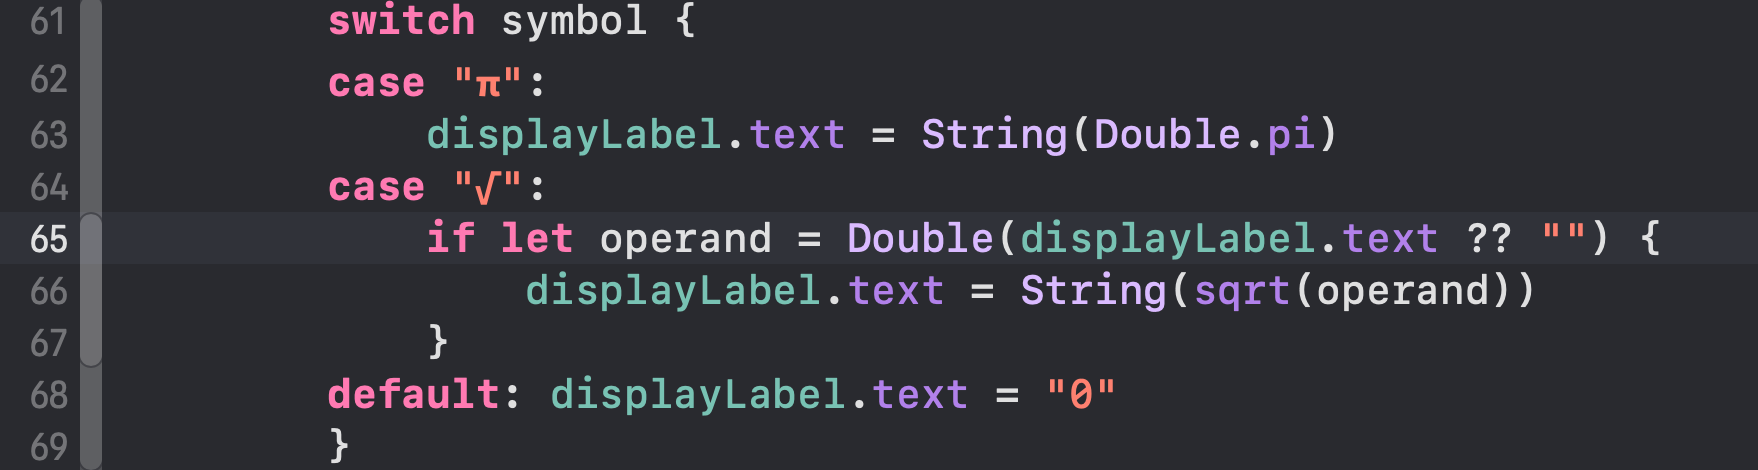 61 switch symbol {
62 case "π":
63 displayLabel.text = String(Double.pi)
64 case "√":
65 if let operand = Double(displayLabel.text ?? "") {
66 displayLabel.text = String(sqrt(operand))
67 }
68 default: displayLabel.text = "0"
69 }